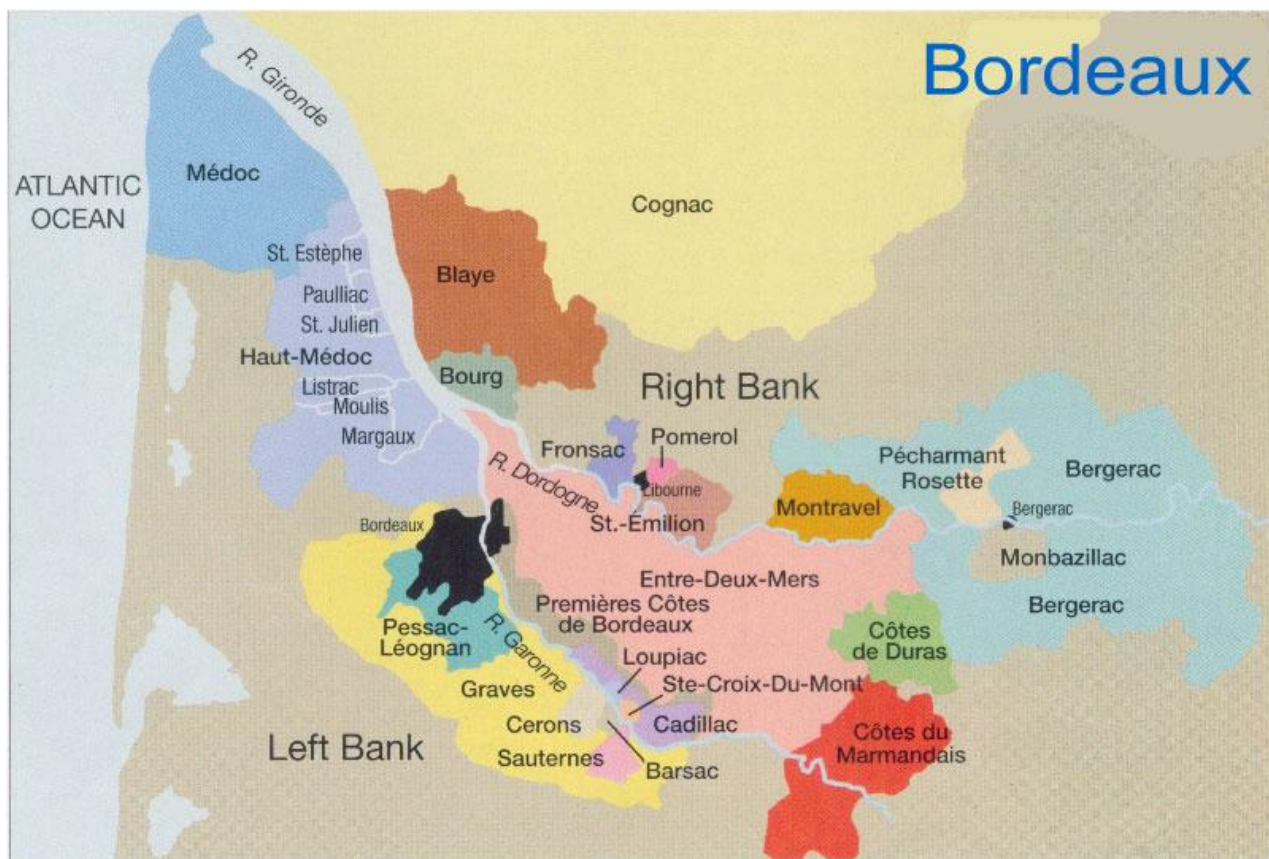 Bordeaux
R. Gironde
ATLANTIC
OCEAN
Médoc
Cognac
St. Estèphe
Blaye
Paulliac
St. Julien
Haut-Médoc
Listrac
Moulis
Margaux
Bourg
Right Bank
Fronsac
Pomerol
R. Dordogne
Libourne
St.-Émilion
Montravel
Pécharmant
Rosette
Bergerac
Bergerac
Monbazillac
Bergerac
Bordeaux
Entre-Deux-Mers
Premières Côtes
de Bordeaux
Pessac-
Léognan
R. Garonne
Côtes
de Duras
Loupiac
Ste-Croix-Du-Mont
Graves
Cerons
Cadillac
Côtes du
Marmandais
Left Bank
Sauternes
Barsac